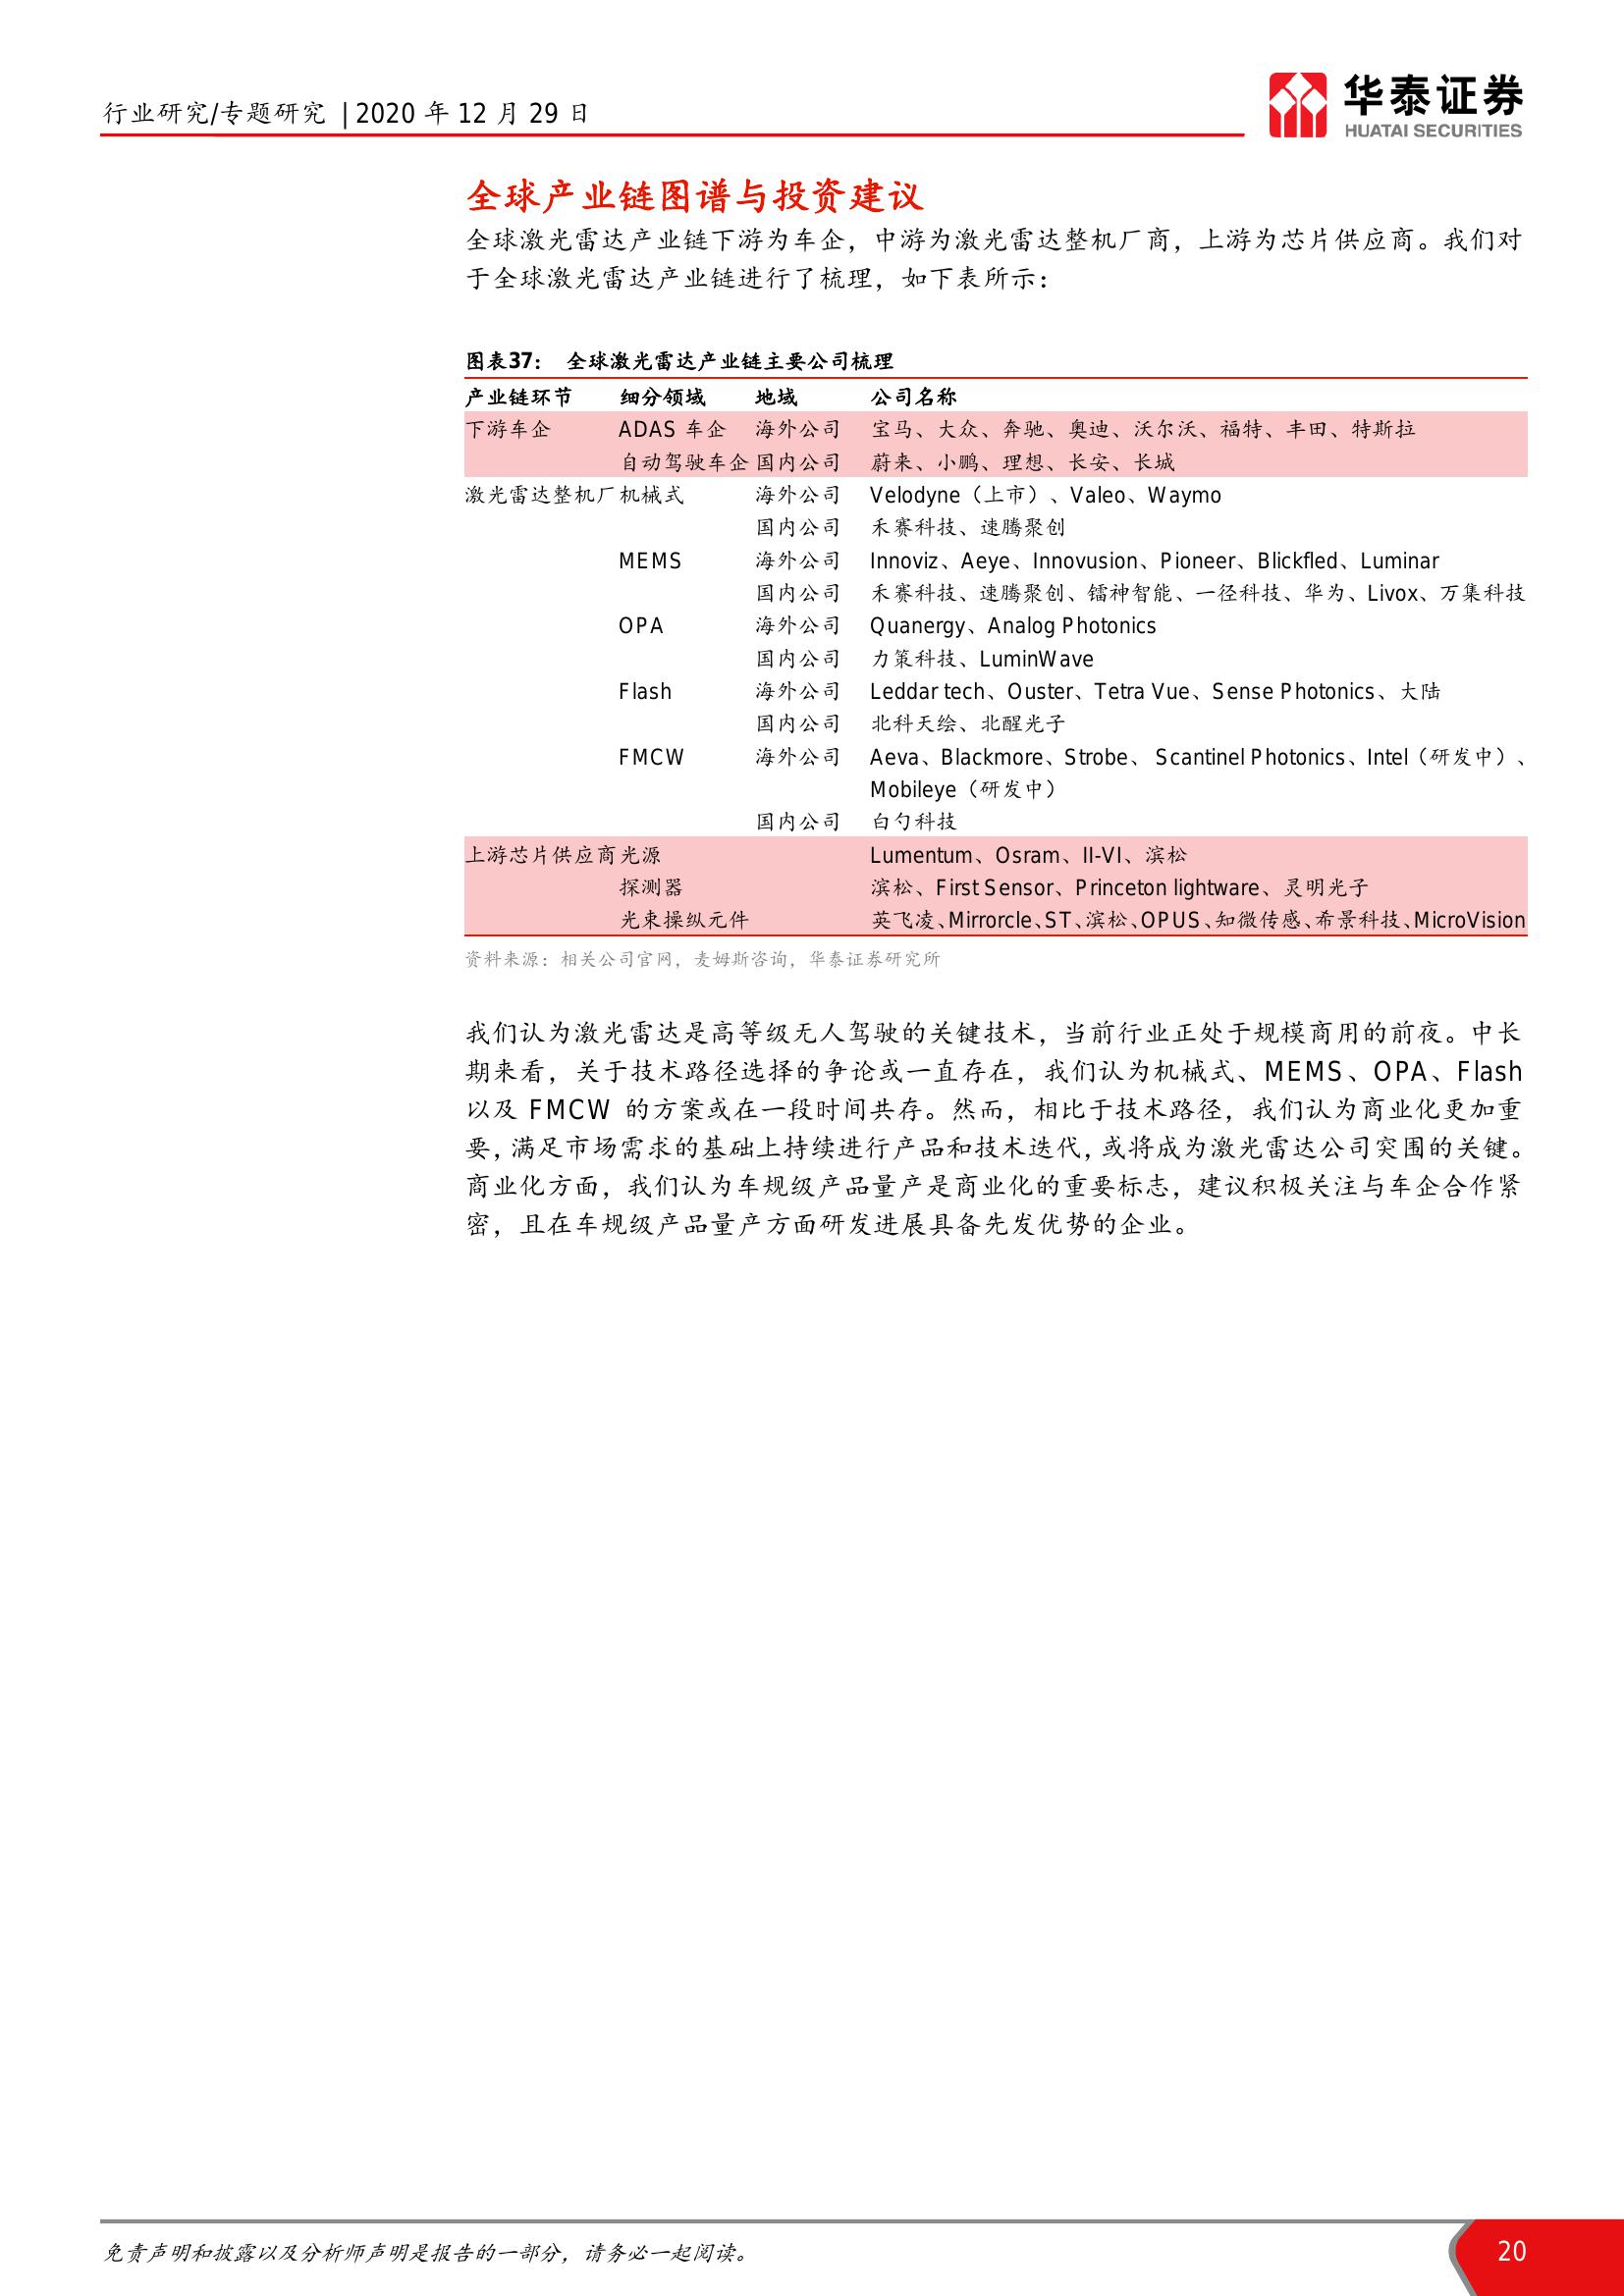 行业研究/专题研究 | 2020 年 12 月 29 日
华泰证券
HUATAI SECURITIES
全球产业链图谱与投资建议
全球激光雷达产业链下游为车企，中游为激光雷达整机厂商，上游为芯片供应商。我们对
于全球激光雷达产业链进行了梳理，如下表所示：
图表37： 全球激光雷达产业链主要公司梳理
产业链环节 细分领域 地域 公司名称
下游车企 ADAS 车企 海外公司 宝马、大众、奔驰、奥迪、沃尔沃、福特、丰田、特斯拉
自动驾驶车企 国内公司 蔚来、小鹏、理想、长安、长城
激光雷达整机厂 机械式 海外公司 Velodyne（上市）、Valeo、Waymo
国内公司 禾赛科技、速腾聚创
MEMS 海外公司 Innoviz、Aeye、Innovusion、Pioneer、Blickfled、Luminar
国内公司 禾赛科技、速腾聚创、镭神智能、一径科技、华为、Livox、万集科技
OPA 海外公司 Quanergy、Analog Photonics
国内公司 力策科技、LuminWave
Flash 海外公司 Leddar tech、Ouster、Tetra Vue、Sense Photonics、大陆
国内公司 北科天绘、北醒光子
FMCW 海外公司 Aeva、Blackmore、Strobe、 Scantinel Photonics、Intel（研发中）、
Mobileye（研发中）
国内公司 白勺科技
上游芯片供应商 光源 Lumentum、Osram、II-VI、滨松
探测器 滨松、First Sensor、Princeton lightware、灵明光子
光束操纵元件 英飞凌、Mirrorcle、ST、滨松、OPUS、知微传感、希景科技、MicroVision
资料来源：相关公司官网，麦姆斯咨询，华泰证券研究所
我们认为激光雷达是高等级无人驾驶的关键技术，当前行业正处于规模商用的前夜。中长
期来看，关于技术路径选择的争论或一直存在，我们认为机械式、MEMS、OPA、Flash
以及 FMCW 的方案或在一段时间共存。然而，相比于技术路径，我们认为商业化更加重
要，满足市场需求的基础上持续进行产品和技术迭代，或将成为激光雷达公司突围的关键。
商业化方面，我们认为车规级产品量产是商业化的重要标志，建议积极关注与车企合作紧
密，且在车规级产品量产方面研发进展具备先发优势的企业。
免责声明和披露以及分析师声明是报告的一部分，请务必一起阅读。
20